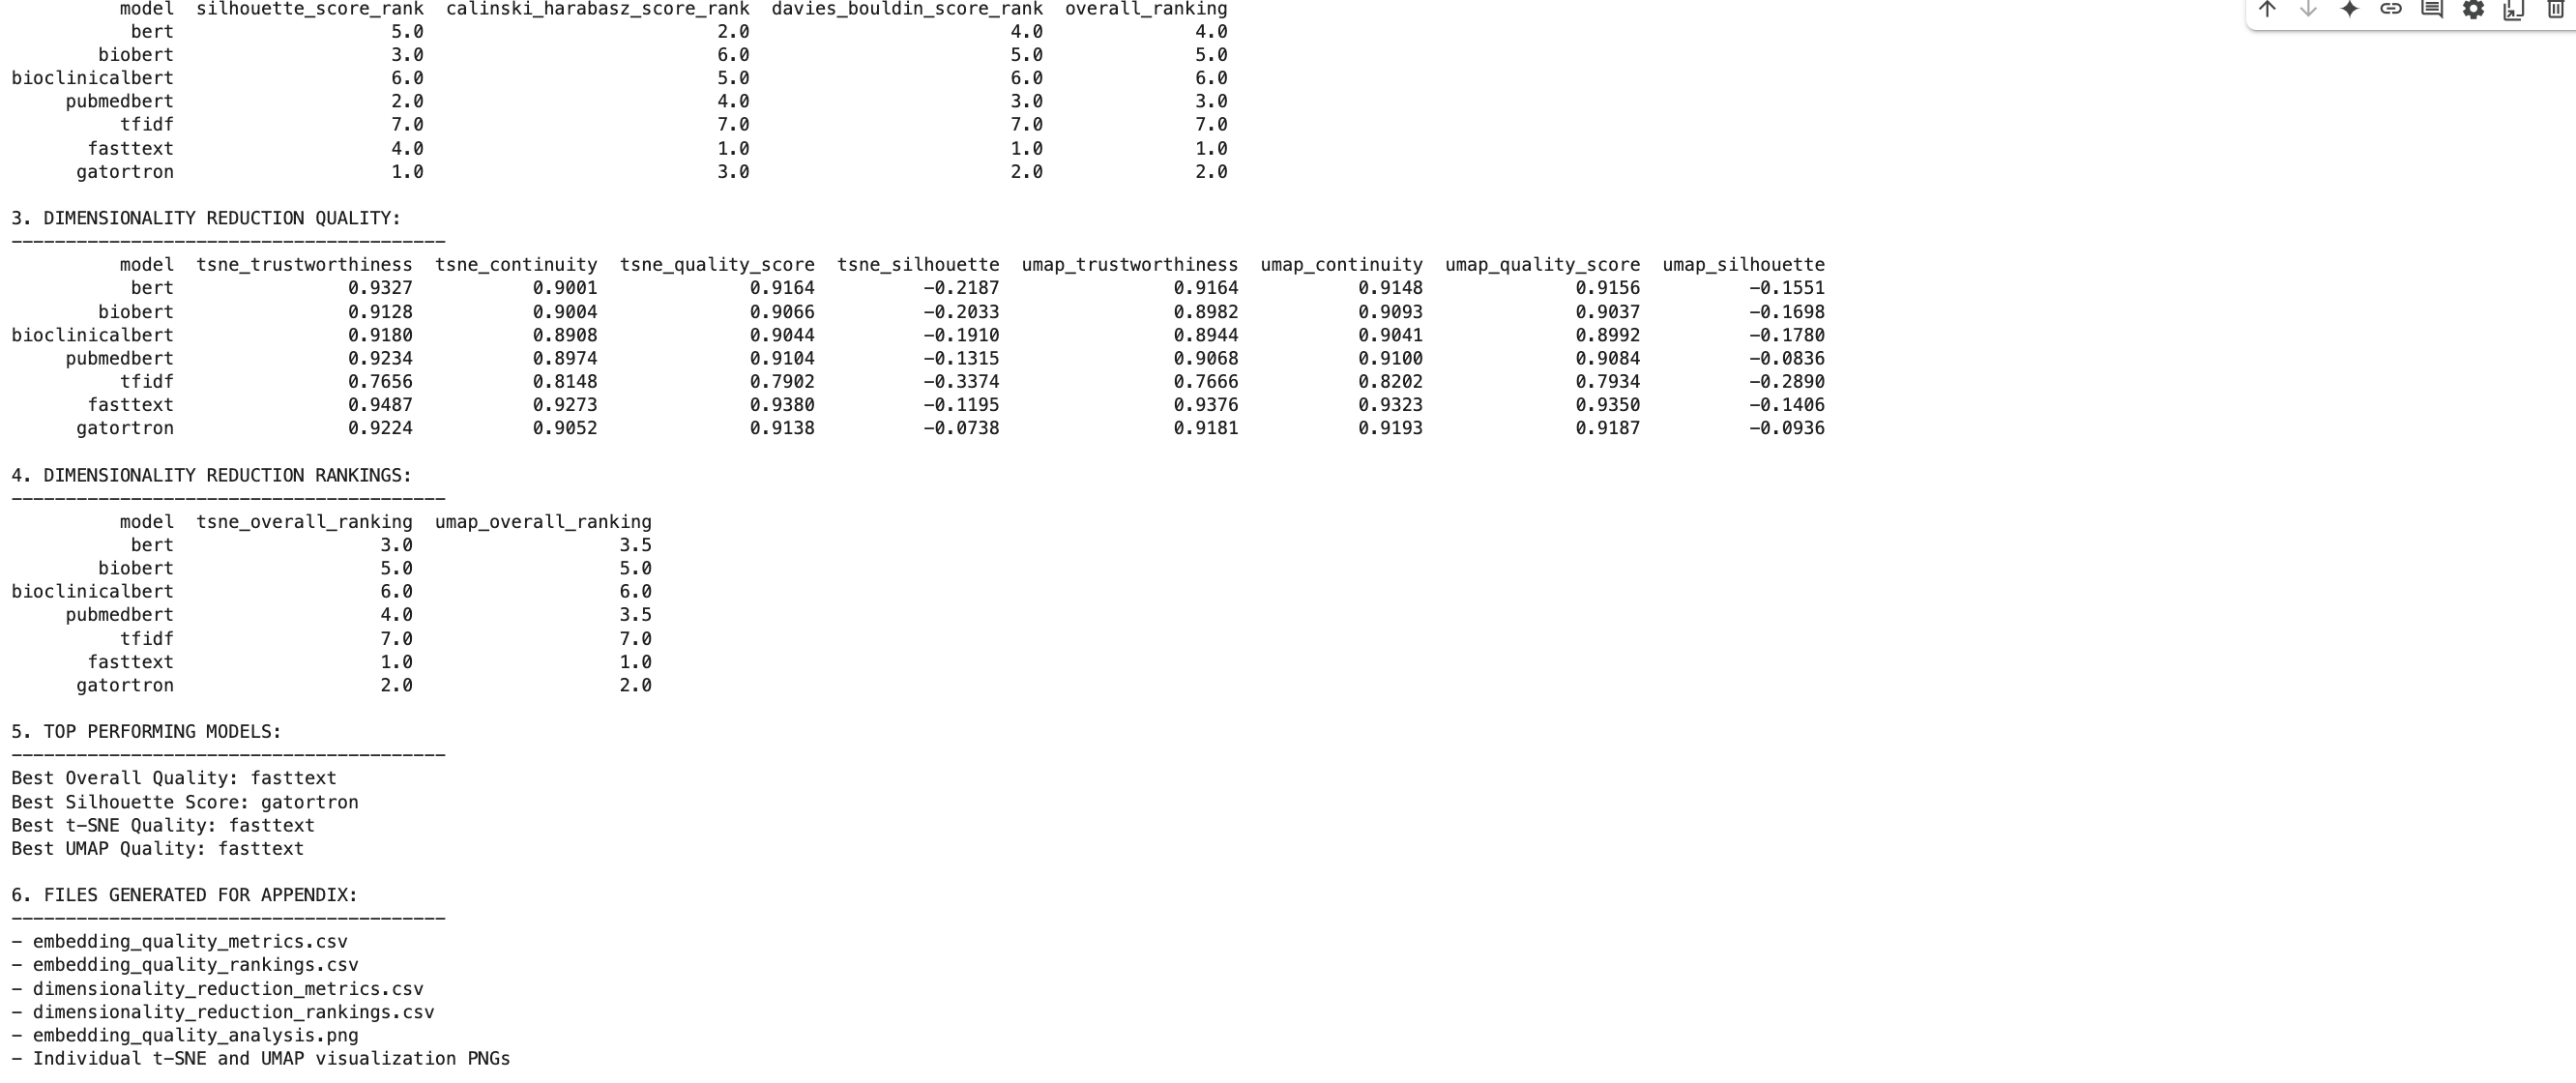 model silhouette_score_rank calinski_harabasz_score_rank davies_bouldin_score_rank overall_ranking
bert 5.0 2.0 4.0 4.0
biobert 3.0 6.0 5.0 5.0
bioclinicalbert 6.0 5.0 6.0 6.0
pubmedbert 2.0 4.0 3.0 3.0
tfidf 7.0 7.0 7.0 7.0
fasttext 4.0 1.0 1.0 1.0
gatortron 1.0 3.0 2.0 2.0
3. DIMENSIONALITY REDUCTION QUALITY:
----------------------------------------
model tsne_trustworthiness tsne_continuity tsne_quality_score tsne_silhouette umap_trustworthiness umap_continuity umap_quality_score umap_silhouette
bert 0.9327 0.9001 0.9164 -0.2187 0.9164 0.9148 0.9156 -0.1551
biobert 0.9128 0.9004 0.9066 -0.2033 0.8982 0.9093 0.9037 -0.1698
bioclinicalbert 0.9180 0.8908 0.9044 -0.1910 0.8944 0.9041 0.8992 -0.1780
pubmedbert 0.9234 0.8974 0.9104 -0.1315 0.9068 0.9100 0.9084 -0.0836
tfidf 0.7656 0.8148 0.7902 -0.3374 0.7666 0.8202 0.7934 -0.2890
fasttext 0.9487 0.9273 0.9380 -0.1195 0.9376 0.9323 0.9350 -0.1406
gatortron 0.9224 0.9052 0.9138 -0.0738 0.9181 0.9193 0.9187 -0.0936
4. DIMENSIONALITY REDUCTION RANKINGS:
----------------------------------------
model tsne_overall_ranking umap_overall_ranking
bert 3.0 3.5
biobert 5.0 5.0
bioclinicalbert 6.0 6.0
pubmedbert 4.0 3.5
tfidf 7.0 7.0
fasttext 1.0 1.0
gatortron 2.0 2.0
5. TOP PERFORMING MODELS:
----------------------------------------
Best Overall Quality: fasttext
Best Silhouette Score: gatortron
Best t-SNE Quality: fasttext
Best UMAP Quality: fasttext
6. FILES GENERATED FOR APPENDIX:
----------------------------------------
- embedding_quality_metrics.csv
- embedding_quality_rankings.csv
- dimensionality_reduction_metrics.csv
- dimensionality_reduction_rankings.csv
- embedding_quality_analysis.png
- Individual t-SNE and UMAP visualization PNGs